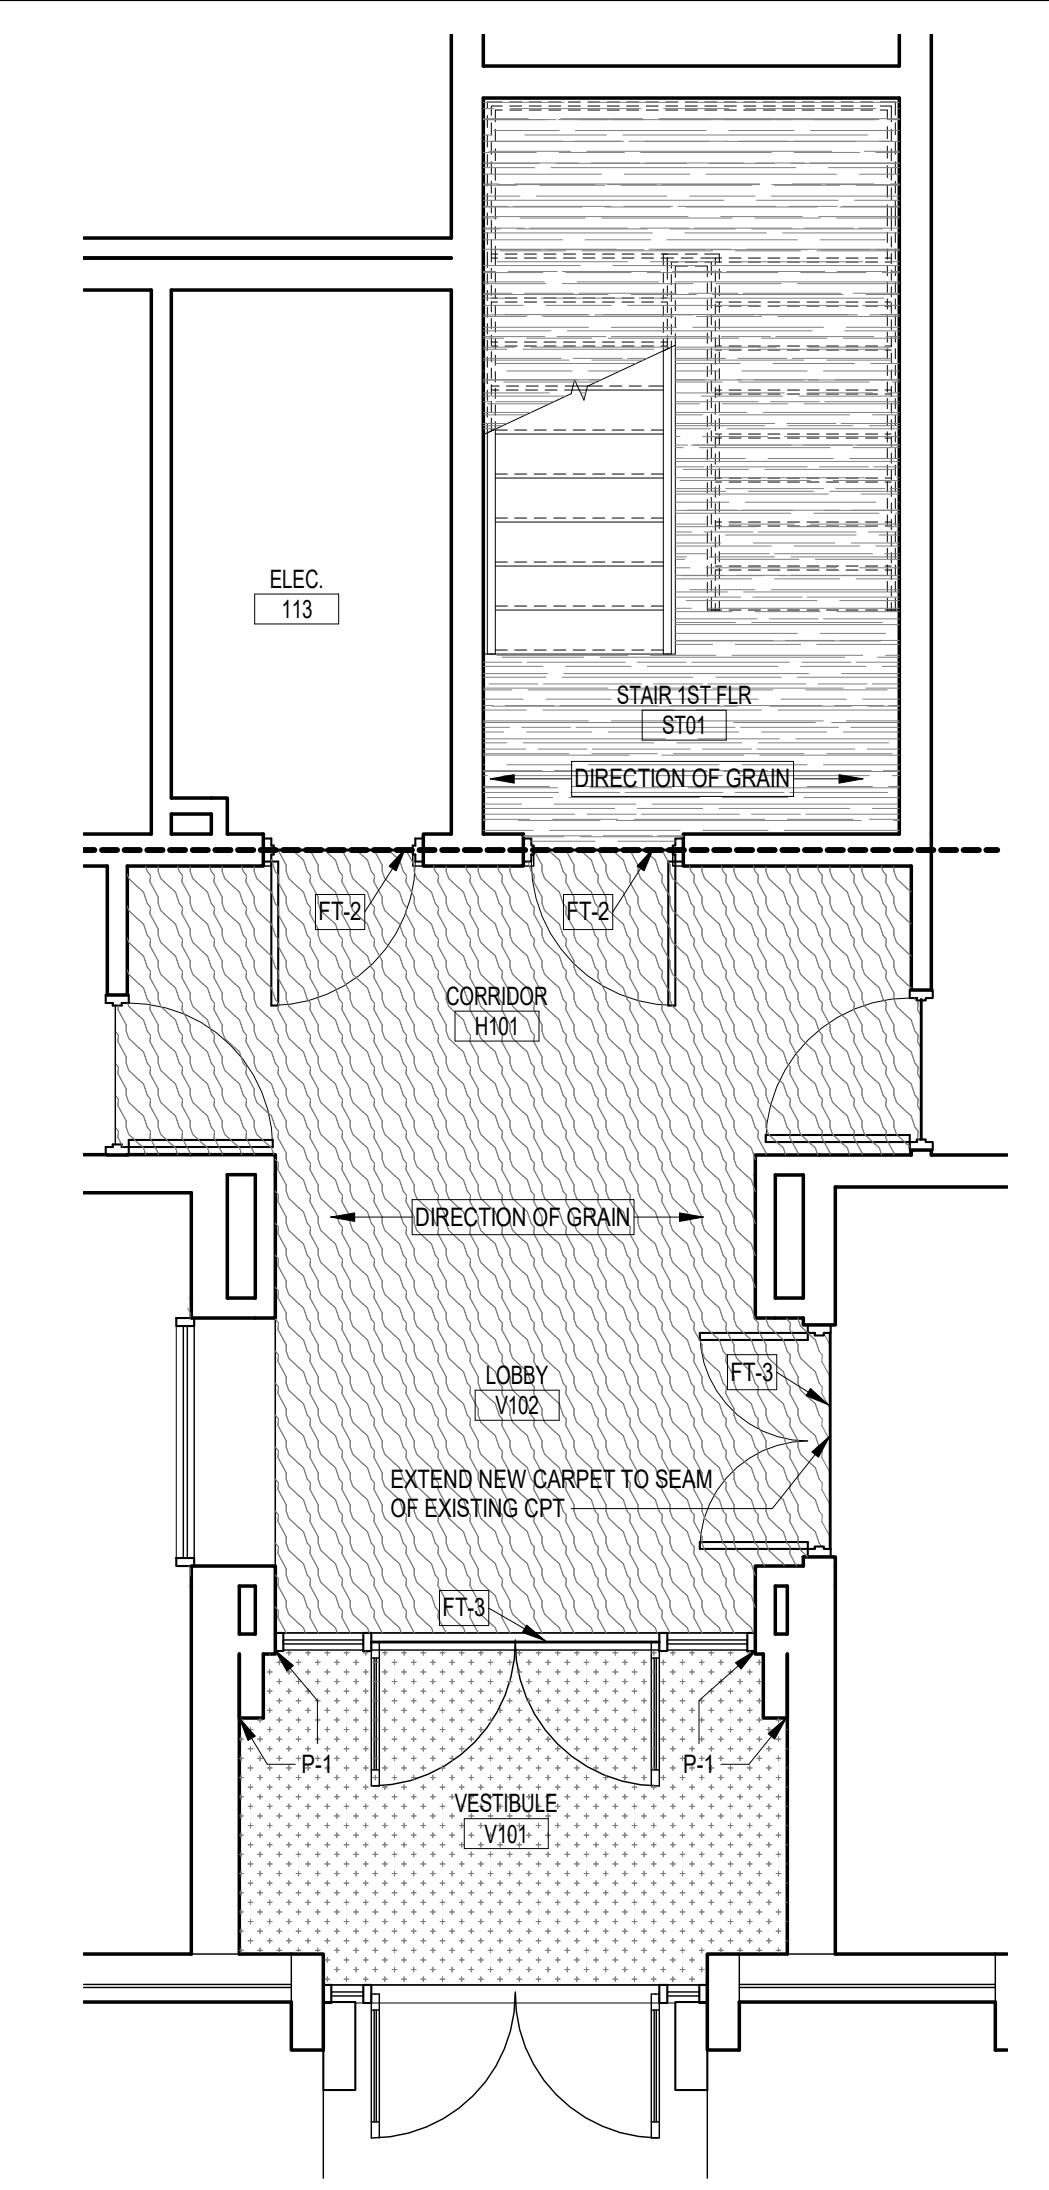 ELEC.
113
STAIR 1ST FLR
ST01
DIRECTION OF GRAIN
FT-2
FT-2
CORRIDOR
H101
DIRECTION OF GRAIN
FT-3
LOBBY
V102
EXTEND NEW CARPET TO SEAM
OF EXISTING CPT
FT-3
P-1
P-1
VESTIBULE
V101